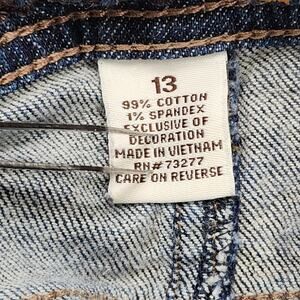 13
99% COTTON
1% SPANDEX
EXCLUSIVE OF
DECORATION
MADE IN VIETNAM
RN# 73277
CARE ON REVERSE